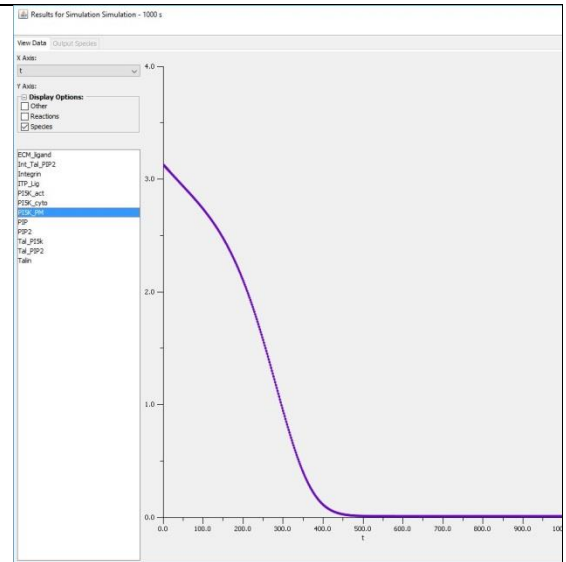 Results for Simulation Simulation - 1000 s
View Data Output Species
X Axis:
t
Y Axis:
Display Options:
Other
Reactions
Species
ECM_ligand
Int_Tal_PIP2
Integrin
ITP_Lig
PI5K_act
PI5K_cyto
PI5K_PM
PIP
PIP2
Tal_PI5k
Tal_PIP2
Talin
4.0
3.0
2.0
1.0
0.0
0.0 100.0 200.0 300.0 400.0 500.0 600.0 700.0 800.0 900.0 100
t